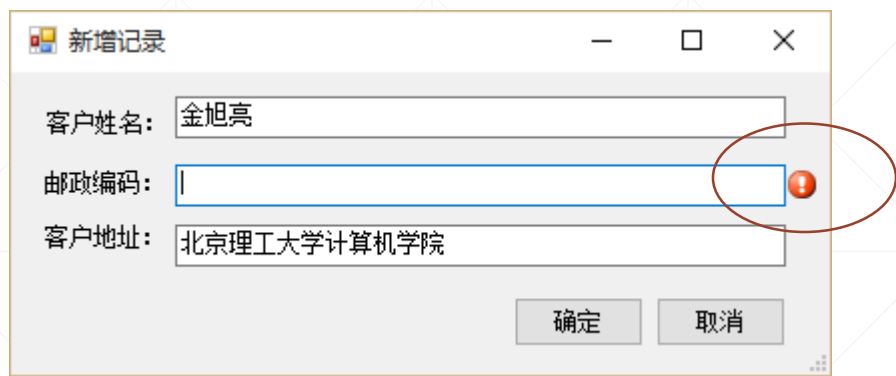 新增记录
客户姓名：
金旭亮
邮政编码：
客户地址：
北京理工大学计算机学院
确定
取消